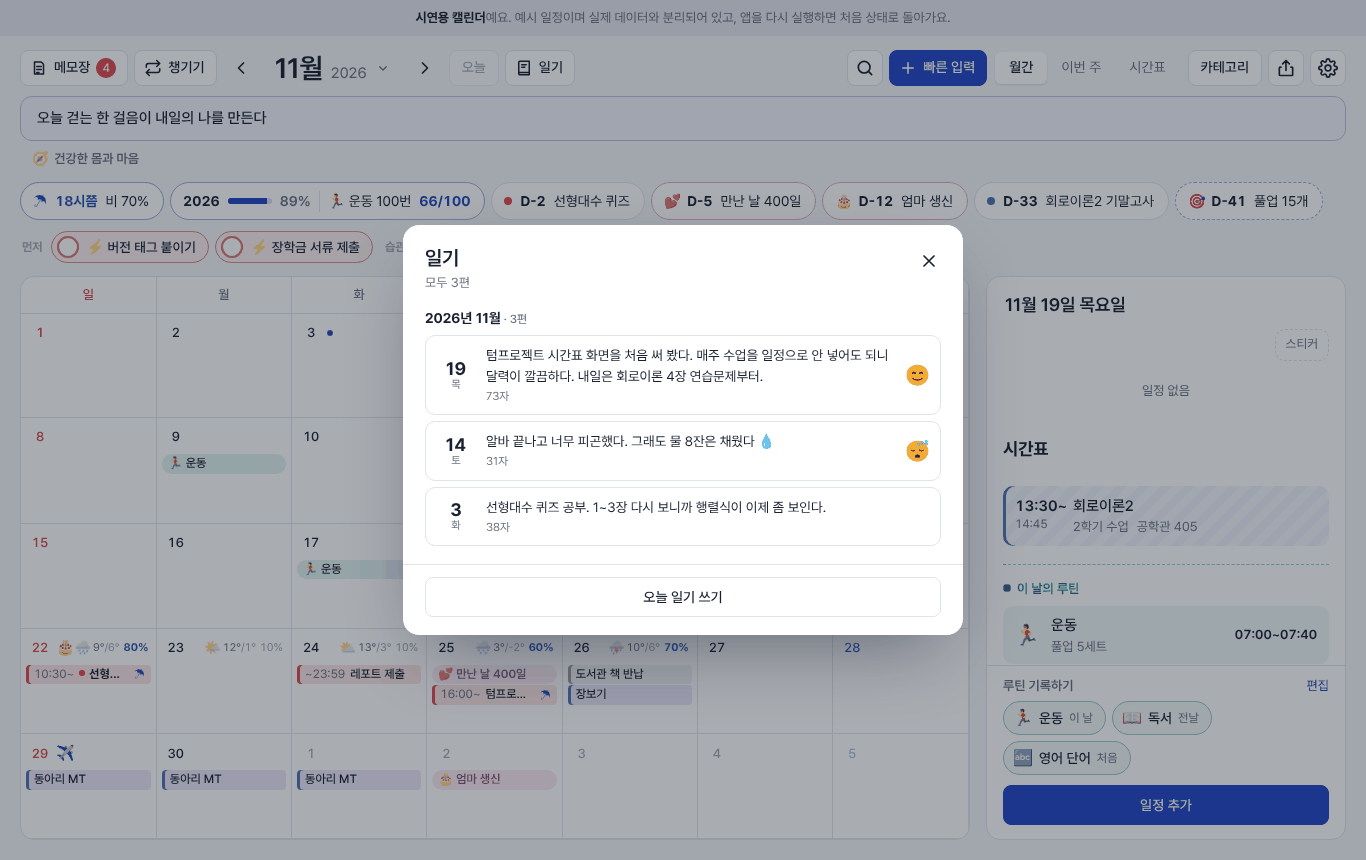 시연용 캘린더예요. 예시 일정이며 실제 데이터와 분리되어 있고, 앱을 다시 실행하면 처음 상태로 돌아가요.
메모장 4 챙기기 11월 2026 오늘 일기 빠른 입력 월간 이번 주 시간표 카테고리
오늘 걷는 한 걸음이 내일의 나를 만든다
건강한 몸과 마음
18시쯤 비 70% 2026 89% 운동 100번 66/100 D-2 선형대수 퀴즈 D-5 만난 날 400일 D-12 엄마 생신 D-33 회로이론2 기말고사 D-41 풀업 15개
먼저 버전 태그 붙이기 장학금 서류 제출 습관
일 월 화
1 2 3
8 9 10
운동
15 16 17
운동
22 9°/6° 80% 23 12°/1° 10% 24 13°/3° 10% 25 3°/-2° 60% 26 10°/6° 70% 27 28
10:30~ 선형... ~23:59 레포트 제출 만난 날 400일 도서관 책 반납
16:00~ 텀프로... 장보기
29 30 1 2 3 4 5
동아리 MT 동아리 MT 동아리 MT 엄마 생신
일기
모두 3편
2026년 11월 · 3편
19 목
텀프로젝트 시간표 화면을 처음 써 봤다. 매주 수업을 일정으로 안 넣어도 되니
달력이 깔끔하다. 내일은 회로이론 4장 연습문제부터.
73자
14 토
알바 끝나고 너무 피곤했다. 그래도 물 8잔은 채웠다
31자
3 화
선형대수 퀴즈 공부. 1~3장 다시 보니까 행렬식이 이제 좀 보인다.
38자
오늘 일기 쓰기
11월 19일 목요일
스티커
일정 없음
시간표
13:30~ 회로이론2
14:45 2학기 수업 공학관 405
이 날의 루틴
운동
풀업 5세트
07:00~07:40
루틴 기록하기 편집
운동 이 날 독서 전날
abc 영어 단어 처음
일정 추가